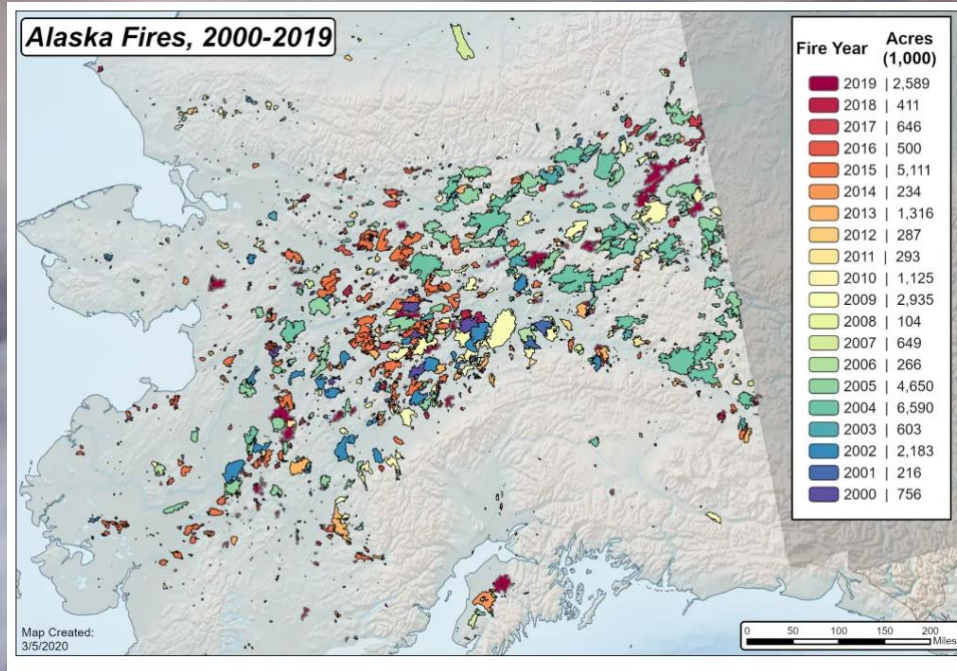 Alaska Fires, 2000-2019
Fire Year Acres (1,000)
2019 | 2,589
2018 | 411
2017 | 646
2016 | 500
2015 | 5,111
2014 | 234
2013 | 1,316
2012 | 287
2011 | 293
2010 | 1,125
2009 | 2,935
2008 | 104
2007 | 649
2006 | 266
2005 | 4,650
2004 | 6,590
2003 | 603
2002 | 2,183
2001 | 216
2000 | 756
Map Created:
3/5/2020
0 50 100 150 200
Miles